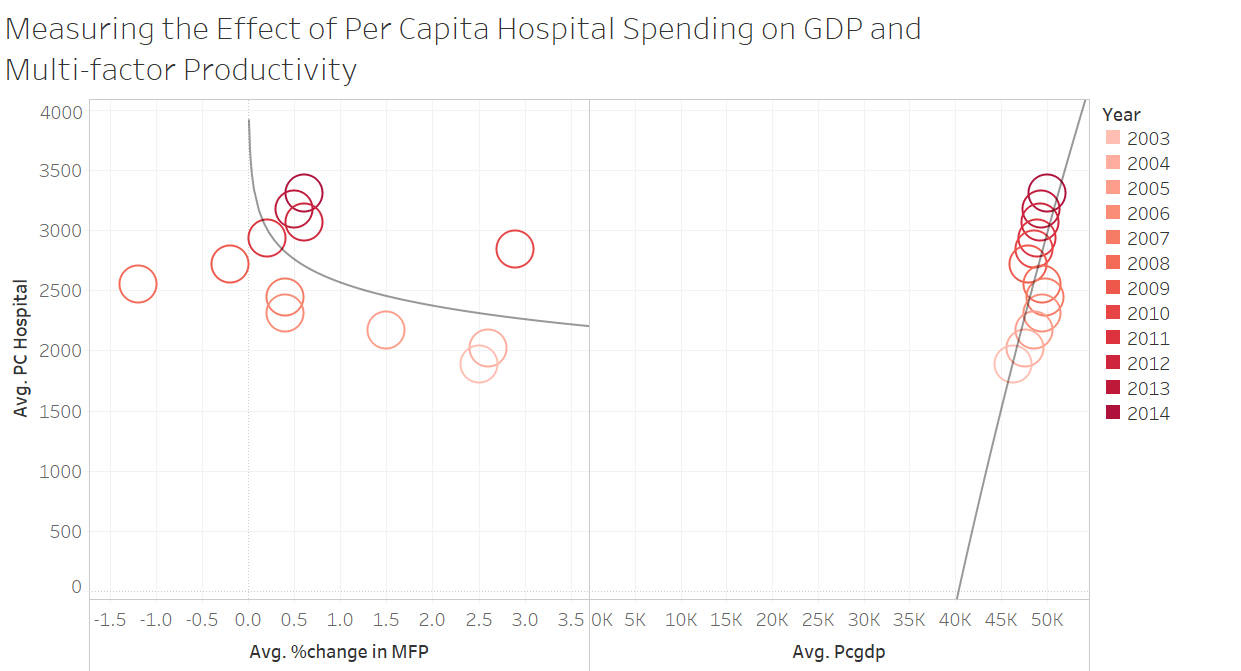 Measuring the Effect of Per Capita Hospital Spending on GDP and
Multi-factor Productivity
Avg. PC Hospital
4000
3500
3000
2500
2000
1500
1000
500
0
-1.5 -1.0 -0.5 0.0 0.5 1.0 1.5 2.0 2.5 3.0 3.5
Avg. %change in MFP
0K 5K 10K 15K 20K 25K 30K 35K 40K 45K 50K
Avg. Pcgdp
Year
2003
2004
2005
2006
2007
2008
2009
2010
2011
2012
2013
2014